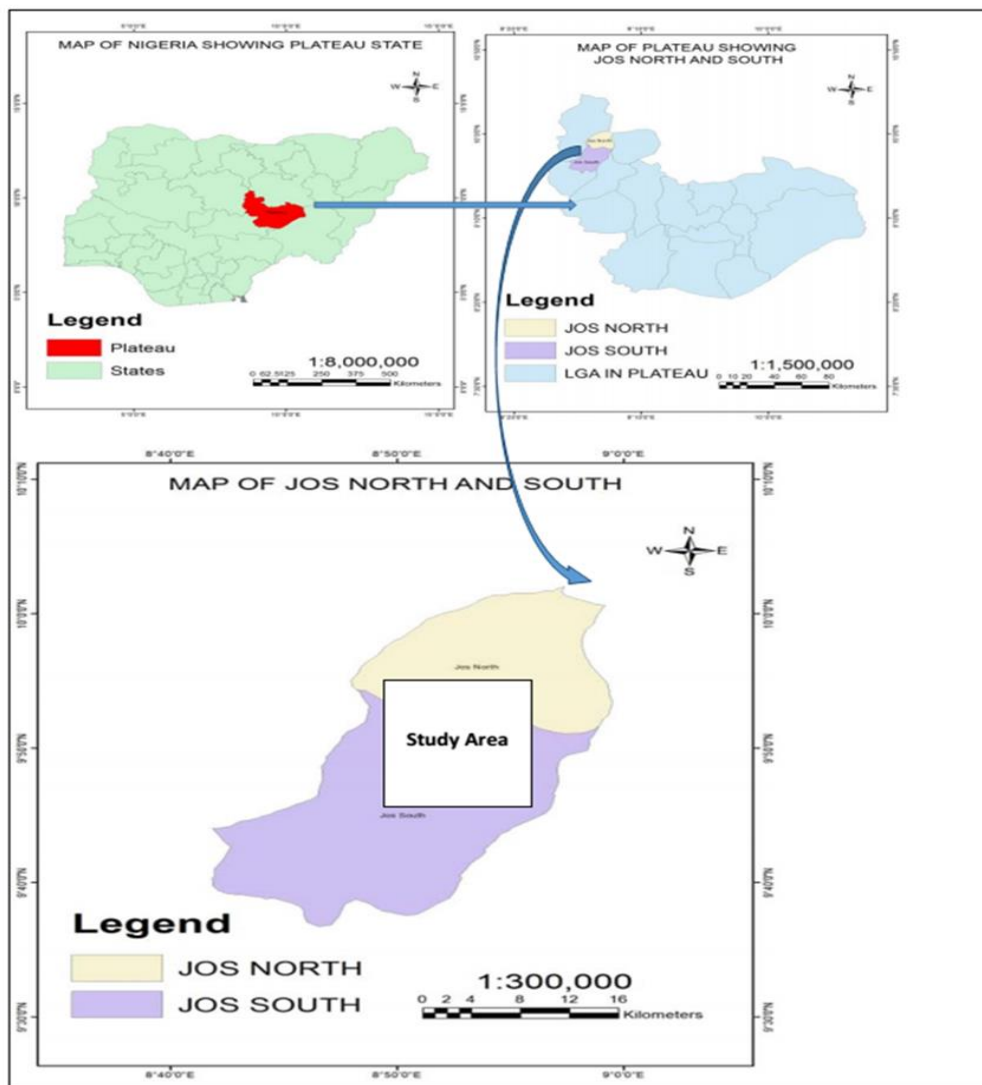 MAP OF NIGERIA SHOWING PLATEAU STATE
N
W E
S
Legend
Plateau
States
1:8,000,000
0 62.5125 250 375 500
Kilometers
MAP OF PLATEAU SHOWING
JOS NORTH AND SOUTH
N
W E
S
Jos North
Jos South
Legend
JOS NORTH
JOS SOUTH
LGA IN PLATEAU
1:1,500,000
0 10 20 40 60 80
Kilometers
8°40'0"E 8°50'0"E 9°0'0"E
MAP OF JOS NORTH AND SOUTH
N
W E
S
Jos North
Study Area
Jos South
Legend
JOS NORTH
JOS SOUTH
1:300,000
0 2 4 8 12 16
Kilometers
8°40'0"E 8°50'0"E 9°0'0"E